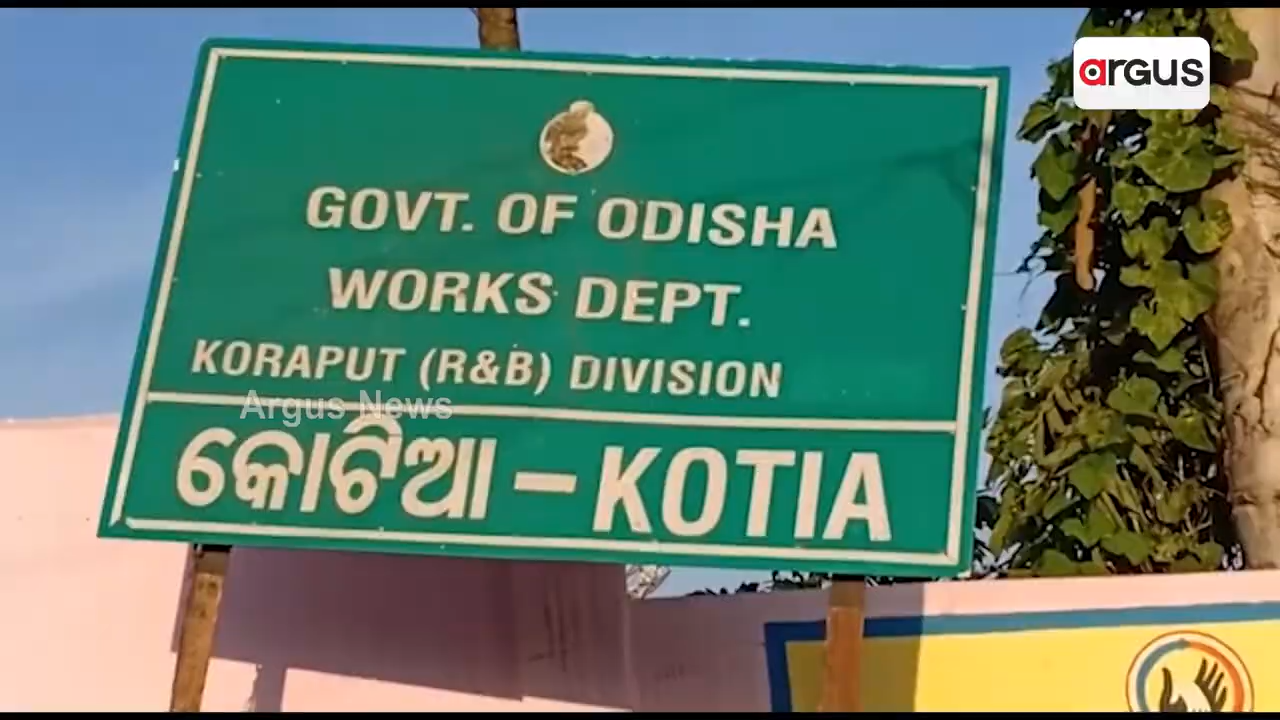 argus
GOVT. OF ODISHA
WORKS DEPT.
KORAPUT (R&B) DIVISION
Argus News
କୋଟିଆ – KOTIA